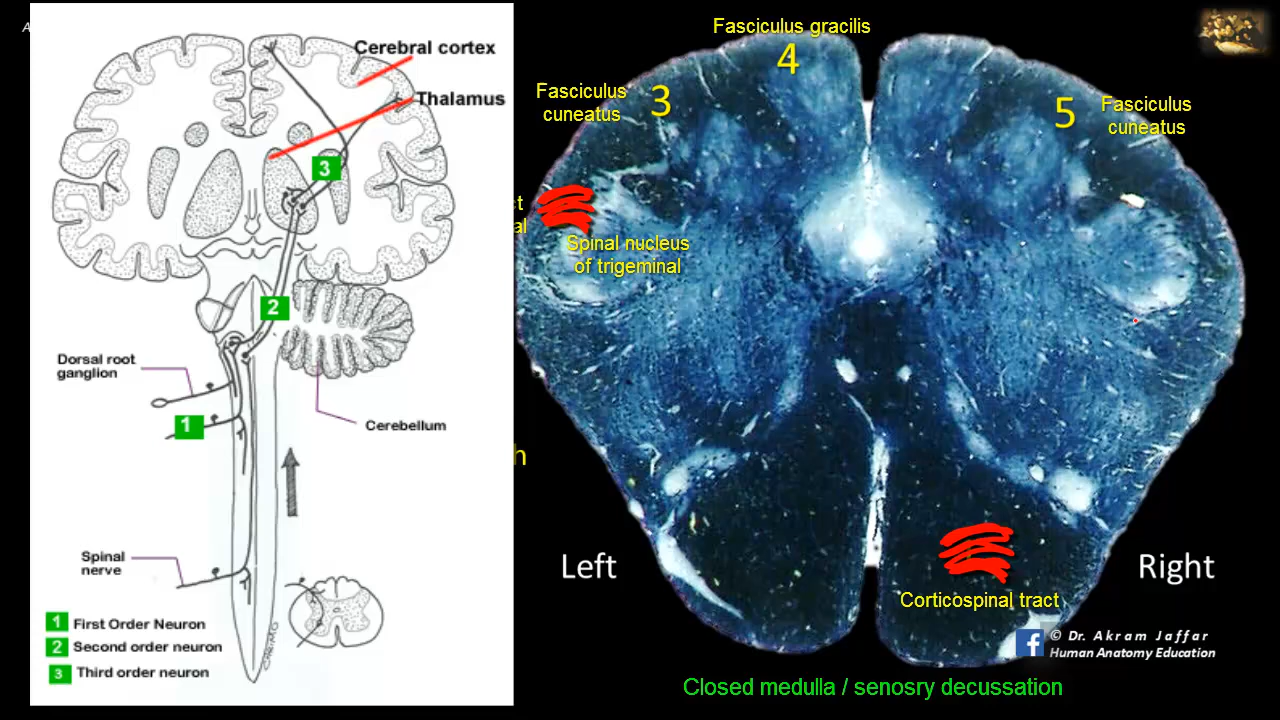 A
Cerebral cortex
Thalamus
3
2
Dorsal root
ganglion
1
Cerebellum
Spinal
nerve
1 First Order Neuron
2 Second order neuron
3 Third order neuron
Fasciculus gracilis
4
Fasciculus
cuneatus
3
5
Fasciculus
cuneatus
ct
al
Spinal nucleus
of trigeminal
h
Left
Right
Corticospinal tract
f
© Dr. Akram Jaffar
Human Anatomy Education
Closed medulla / senosry decussation